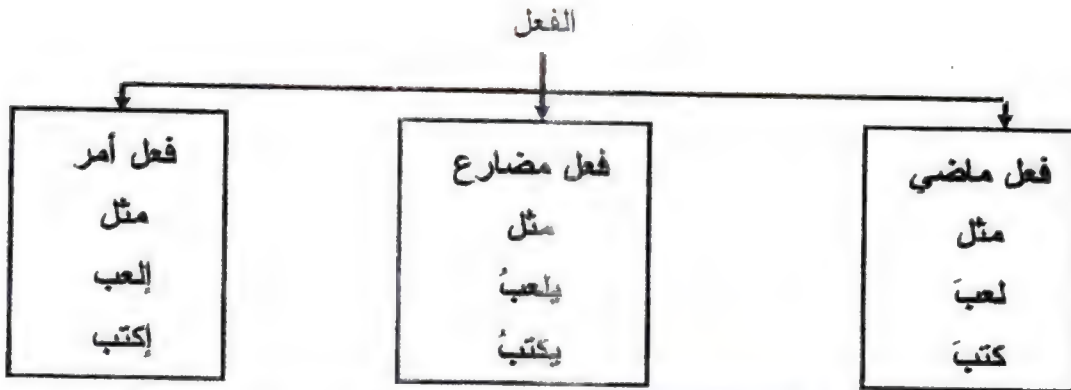 الفعل
فعل ماضي
مثل
لعبَ
كتبَ
فعل مضارع
مثل
يلعبُ
يكتبُ
فعل أمر
مثل
إلعب
إكتب